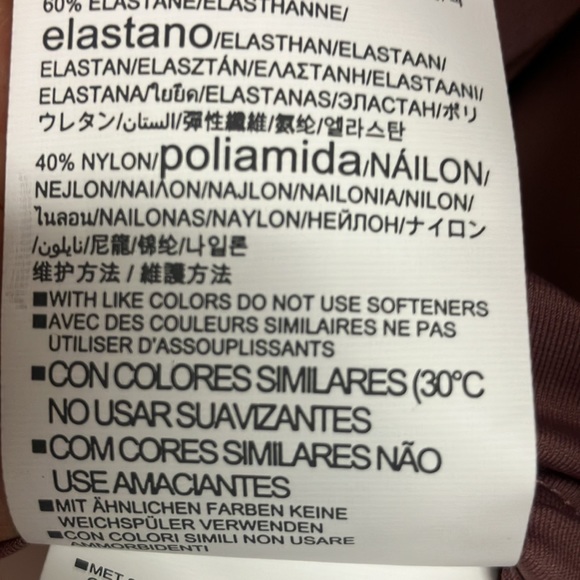 60% ELASTANE/ELASTHANNE/
elastano/ELASTHAN/ELASTAAN/
ELASTAN/ELASZTÁN/ΕΛΑΣΤΑΝΗ/ELASTAANI/
ELASTANA/ใยยืด/ELASTANAS/ЭЛАСТАН/ポリ
ウレタン/الستان/彈性纖維/氨纶/엘라스탄
40% NYLON/poliamida/NÁILON/
NEJLON/ΝΑΙΛΟΝ/NAJLON/NAILONIA/NILON/
ไนลอน/NAILONAS/NAYLON/НЕЙЛОН/ナイロン
/نايلون/尼龍/锦纶/나일론
维护方法 / 維護方法
■WITH LIKE COLORS DO NOT USE SOFTENERS
■AVEC DES COULEURS SIMILAIRES NE PAS
UTILISER D'ASSOUPLISSANTS
■CON COLORES SIMILARES (30°C
NO USAR SUAVIZANTES
■COM CORES SIMILARES NÃO
USE AMACIANTES
■MIT ÄHNLICHEN FARBEN KEINE
WEICHSPÜLER VERWENDEN
■CON COLORI SIMILI NON USARE
AMMORBIDENTI
■MET